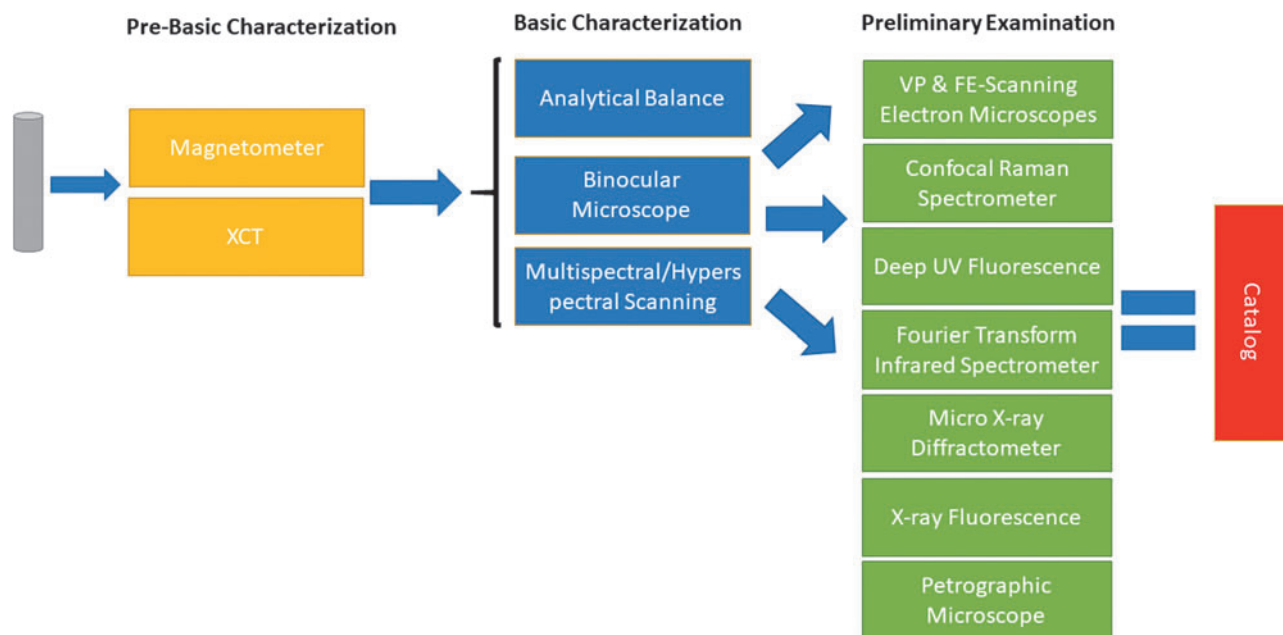 Pre-Basic Characterization
Magnetometer
XCT
Basic Characterization
Analytical Balance
Binocular
Microscope
Multispectral/Hypers
pectral Scanning
Preliminary Examination
VP & FE-Scanning
Electron Microscopes
Confocal Raman
Spectrometer
Deep UV Fluorescence
Fourier Transform
Infrared Spectrometer
Micro X-ray
Diffractometer
X-ray Fluorescence
Petrographic
Microscope
Catalog